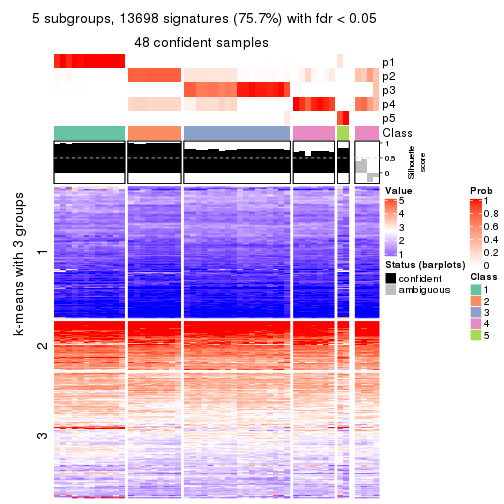 5 subgroups, 13698 signatures (75.7%) with fdr < 0.05
48 confident samples
p1
p2
p3
p4
p5
Class
1
0.5
0
Silhouette
score
k-means with 3 groups
1
2
3
Value
5
4
3
2
1
Status (barplots)
confident
ambiguous
Prob
1
0.8
0.6
0.4
0.2
0
Class
1
2
3
4
5